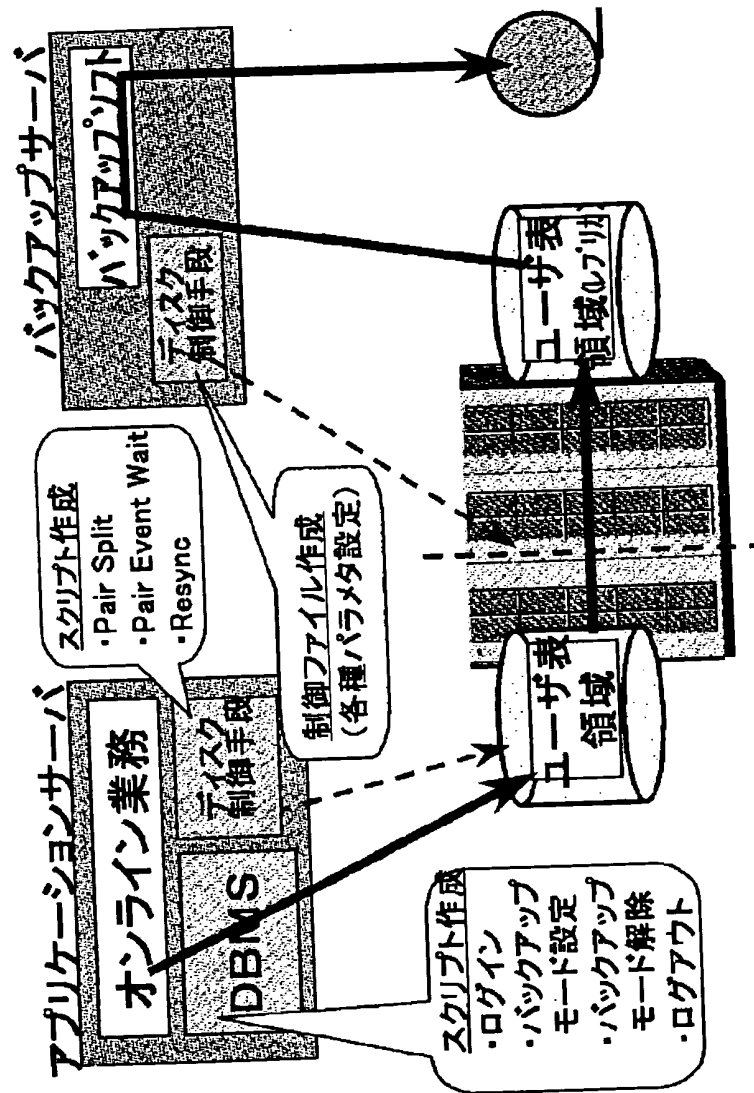 アプリケーションサーバ
オンライン業務
DBMS
ディスク
制御手段
スクリプト作成
・Pair Split
・Pair Event Wait
・Resync
バックアップサーバ
バックアップソフト
ディスク
制御手段
制御ファイル作成
(各種パラメタ設定)
スクリプト作成
・ログイン
・バックアップ
モード設定
・バックアップ
モード解除
・ログアウト
ユーザ表
領域
ユーザ表
領域(レプリカ)